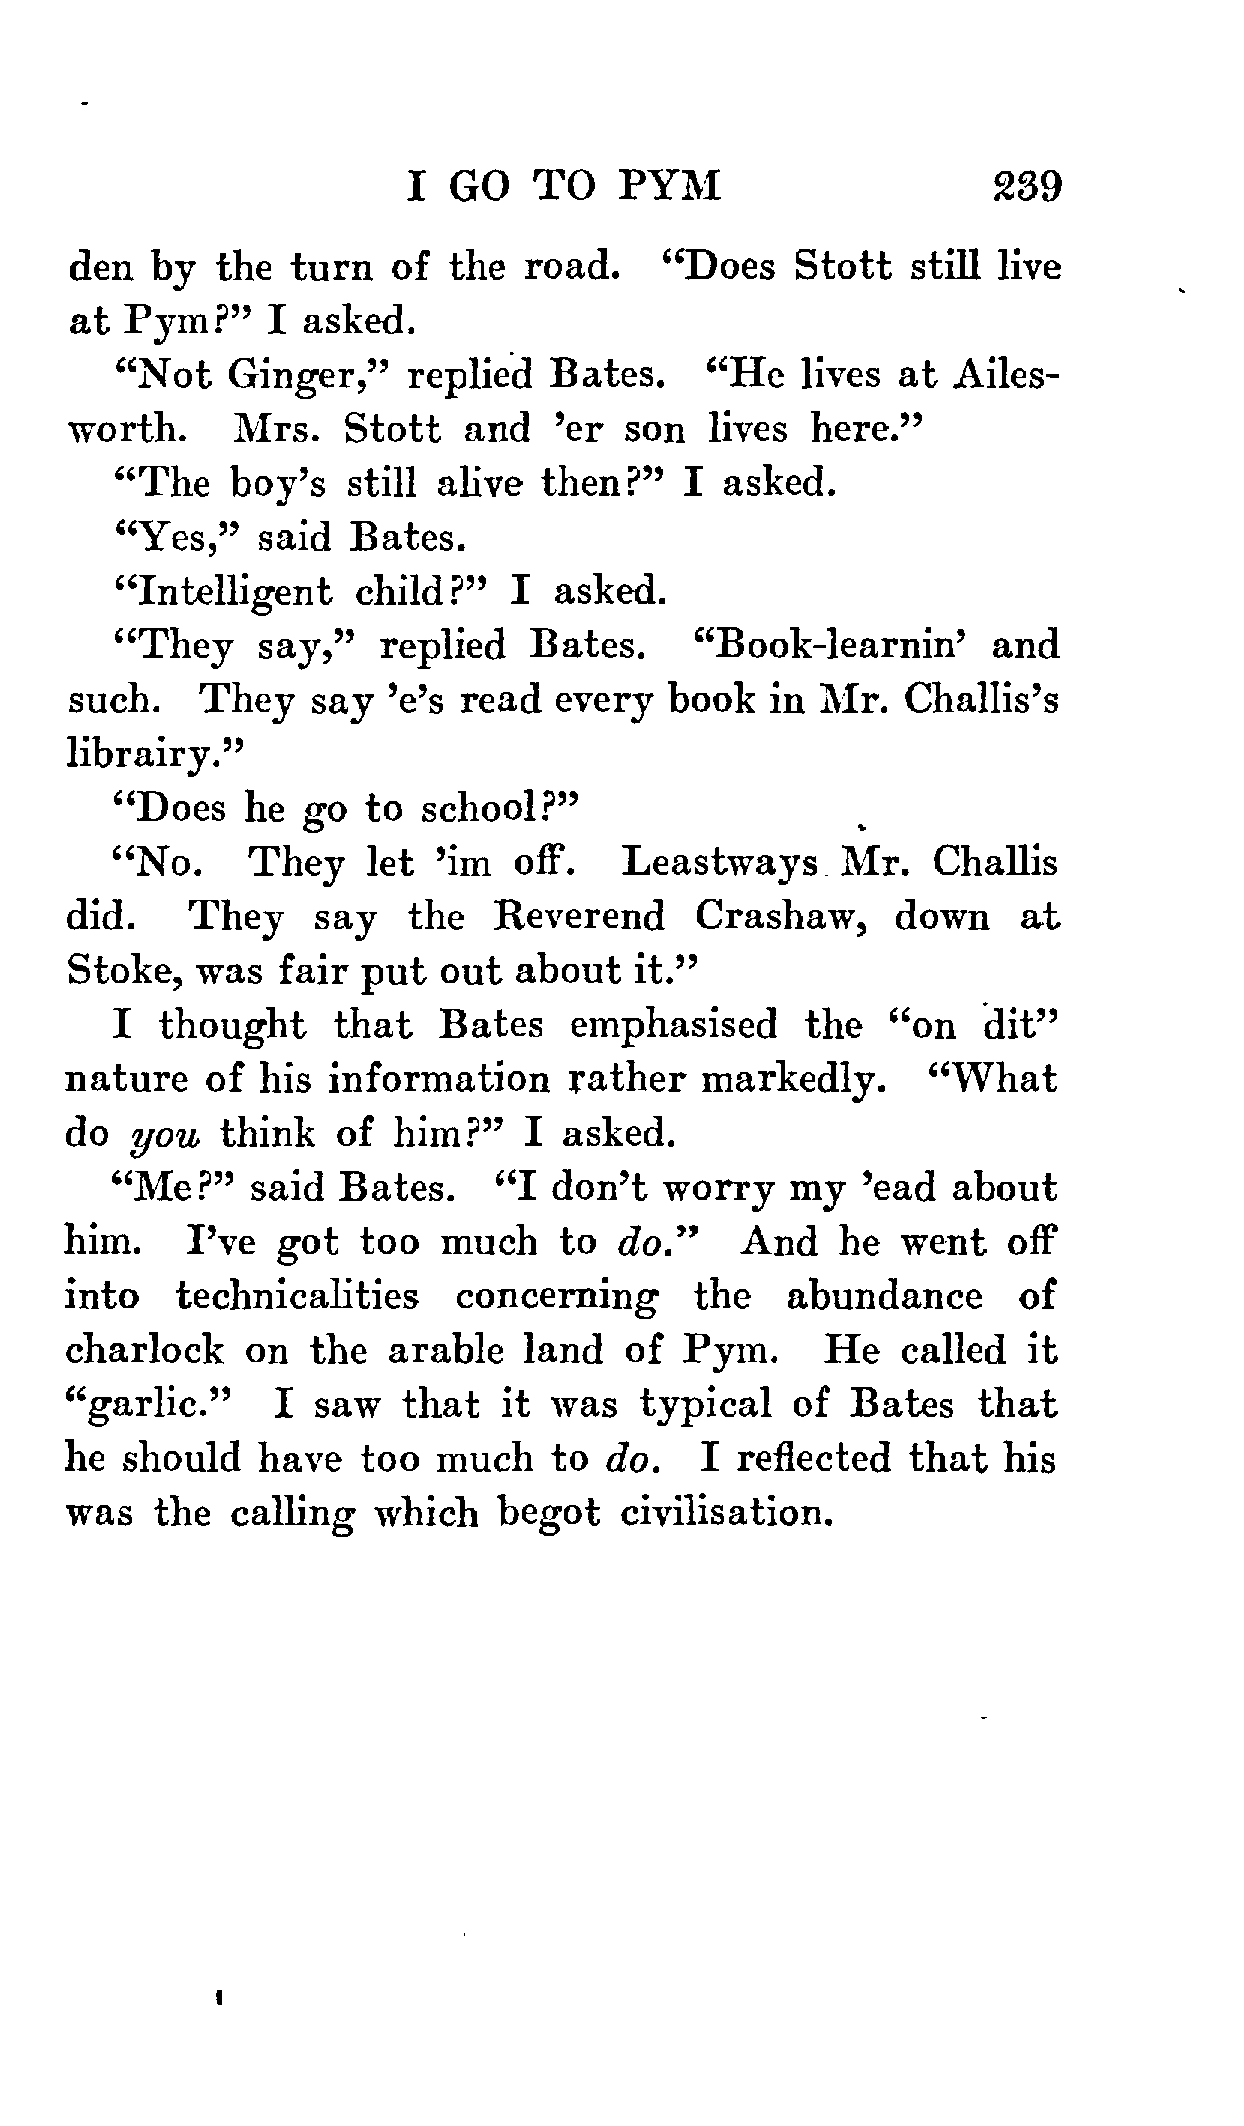 I GO TO PYM 239
den by the turn of the road. "Does Stott still live
at Pym?" I asked.
"Not Ginger," replied Bates. "He lives at Ailes-
worth. Mrs. Stott and 'er son lives here."
"The boy's still alive then?" I asked.
"Yes," said Bates.
"Intelligent child?" I asked.
"They say," replied Bates. "Book-learnin' and
such. They say 'e's read every book in Mr. Challis's
librairy."
"Does he go to school?"
"No. They let 'im off. Leastways Mr. Challis
did. They say the Reverend Crashaw, down at
Stoke, was fair put out about it."
I thought that Bates emphasised the "on dit"
nature of his information rather markedly. "What
do you think of him?" I asked.
"Me?" said Bates. "I don't worry my 'ead about
him. I've got too much to do." And he went off
into technicalities concerning the abundance of
charlock on the arable land of Pym. He called it
"garlic." I saw that it was typical of Bates that
he should have too much to do. I reflected that his
was the calling which begot civilisation.